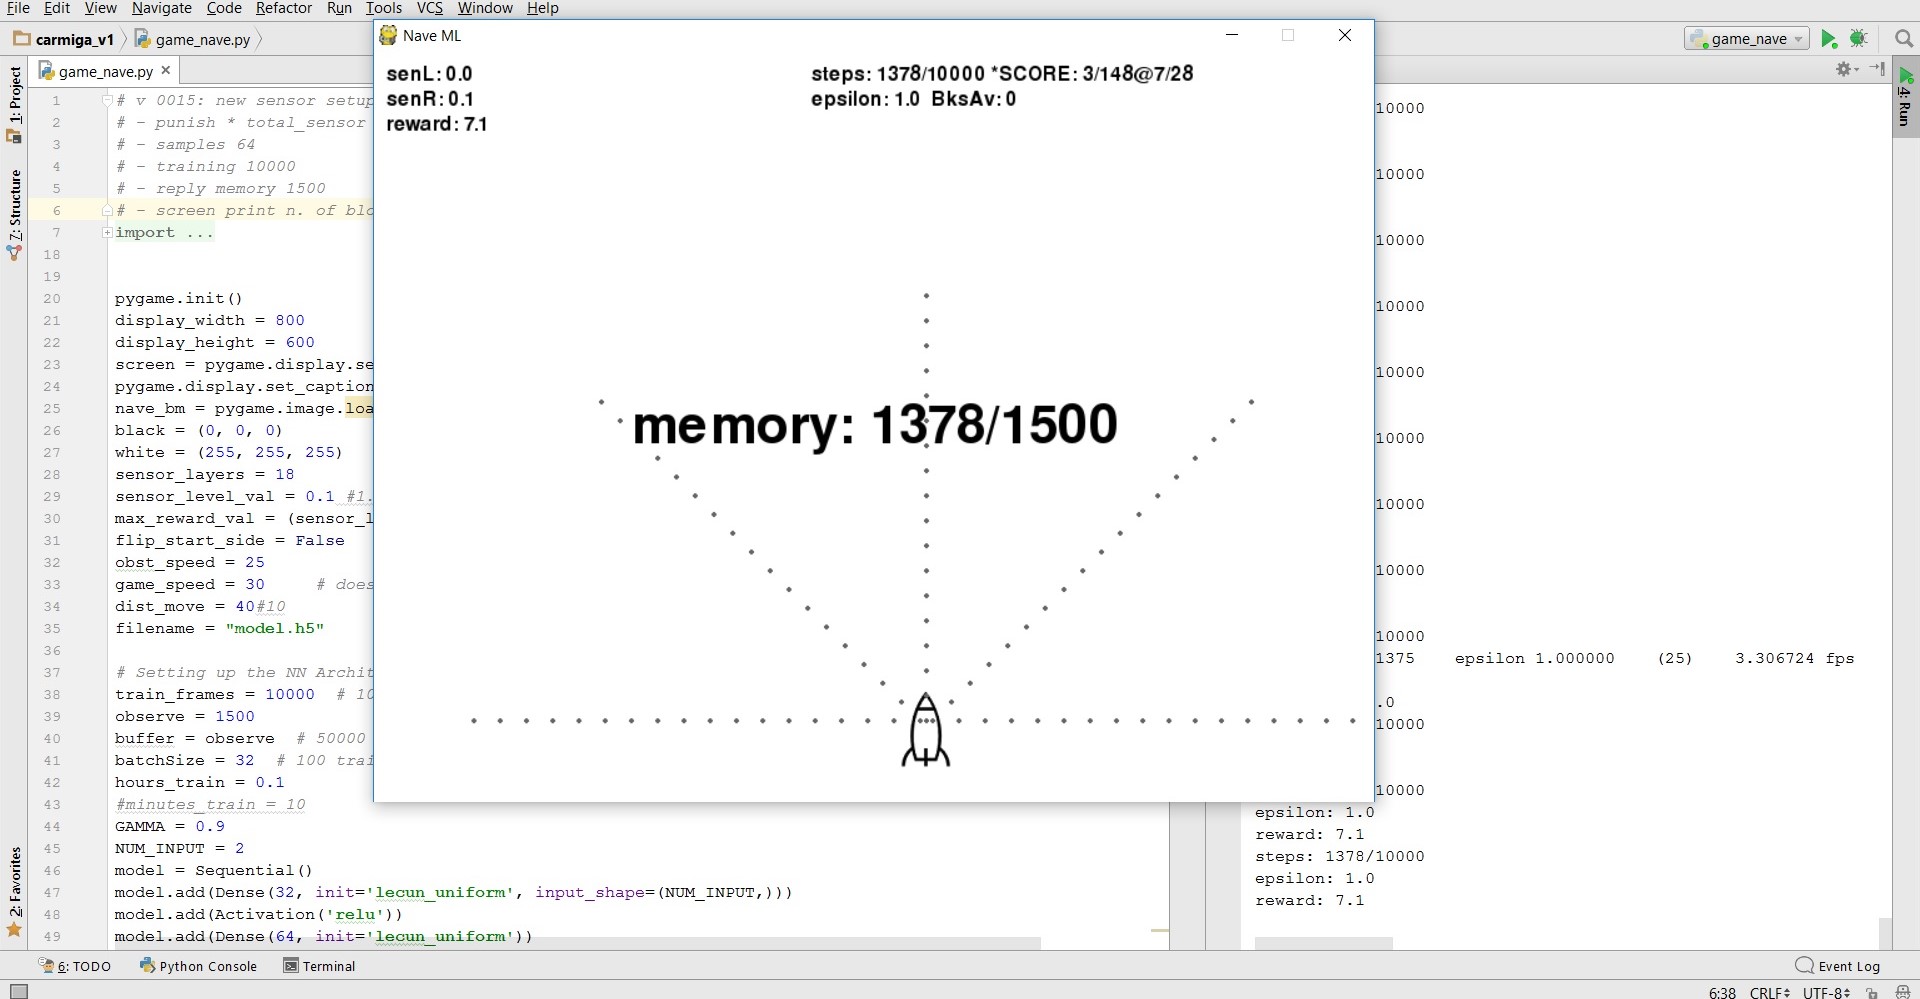 File Edit View Navigate Code Refactor Run Tools VCS Window Help
carmiga_v1 game_nave.py
game_nave
game_nave.py
1: Project
7: Structure
2: Favorites
4: Run
1 # v 0015: new sensor setup
2 # - punish * total_sensor
3 # - samples 64
4 # - training 10000
5 # - reply memory 1500
6 # - screen print n. of blo
7 import ...
18
19
20 pygame.init()
21 display_width = 800
22 display_height = 600
23 screen = pygame.display.se
24 pygame.display.set_caption
25 nave_bm = pygame.image.loa
26 black = (0, 0, 0)
27 white = (255, 255, 255)
28 sensor_layers = 18
29 sensor_level_val = 0.1 #1.
30 max_reward_val = (sensor_l
31 flip_start_side = False
32 obst_speed = 25
33 game_speed = 30 # does
34 dist_move = 40#10
35 filename = "model.h5"
36
37 # Setting up the NN Archit
38 train_frames = 10000 # 10
39 observe = 1500
40 buffer = observe # 50000
41 batchSize = 32 # 100 trai
42 hours_train = 0.1
43 #minutes_train = 10
44 GAMMA = 0.9
45 NUM_INPUT = 2
46 model = Sequential()
47 model.add(Dense(32, init='lecun_uniform', input_shape=(NUM_INPUT,)))
48 model.add(Activation('relu'))
49 model.add(Dense(64, init='lecun_uniform'))
Nave ML
senL: 0.0
senR: 0.1
reward: 7.1
steps: 1378/10000 *SCORE: 3/148@7/28
epsilon: 1.0 BksAv: 0
memory: 1378/1500
10000
10000
10000
10000
10000
10000
10000
10000
10000
1375 epsilon 1.000000 (25) 3.306724 fps
.0
10000
10000
epsilon: 1.0
reward: 7.1
steps: 1378/10000
epsilon: 1.0
reward: 7.1
6: TODO Python Console Terminal Event Log
6:38 CRLF UTF-8